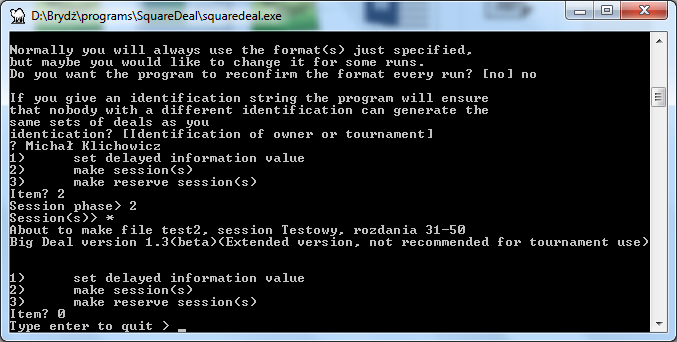 D:\Brydż\programs\SquareDeal\squaredeal.exe
Normally you will always use the format(s) just specified,
but maybe you would like to change it for some runs.
Do you want the program to reconfirm the format every run? [no] no
If you give an identification string the program will ensure
that nobody with a different identification can generate the
same sets of deals as you
identication? [Identification of owner or tournament]
? Michał Klichowicz
1)      set delayed information value
2)      make session(s)
3)      make reserve session(s)
Item? 2
Session phase> 2
Session(s)> *
About to make file test2, session Testowy, rozdania 31-50
Big Deal version 1.3(beta)(Extended version, not recommended for tournament use)
1)      set delayed information value
2)      make session(s)
3)      make reserve session(s)
Item? 0
Type enter to quit > _